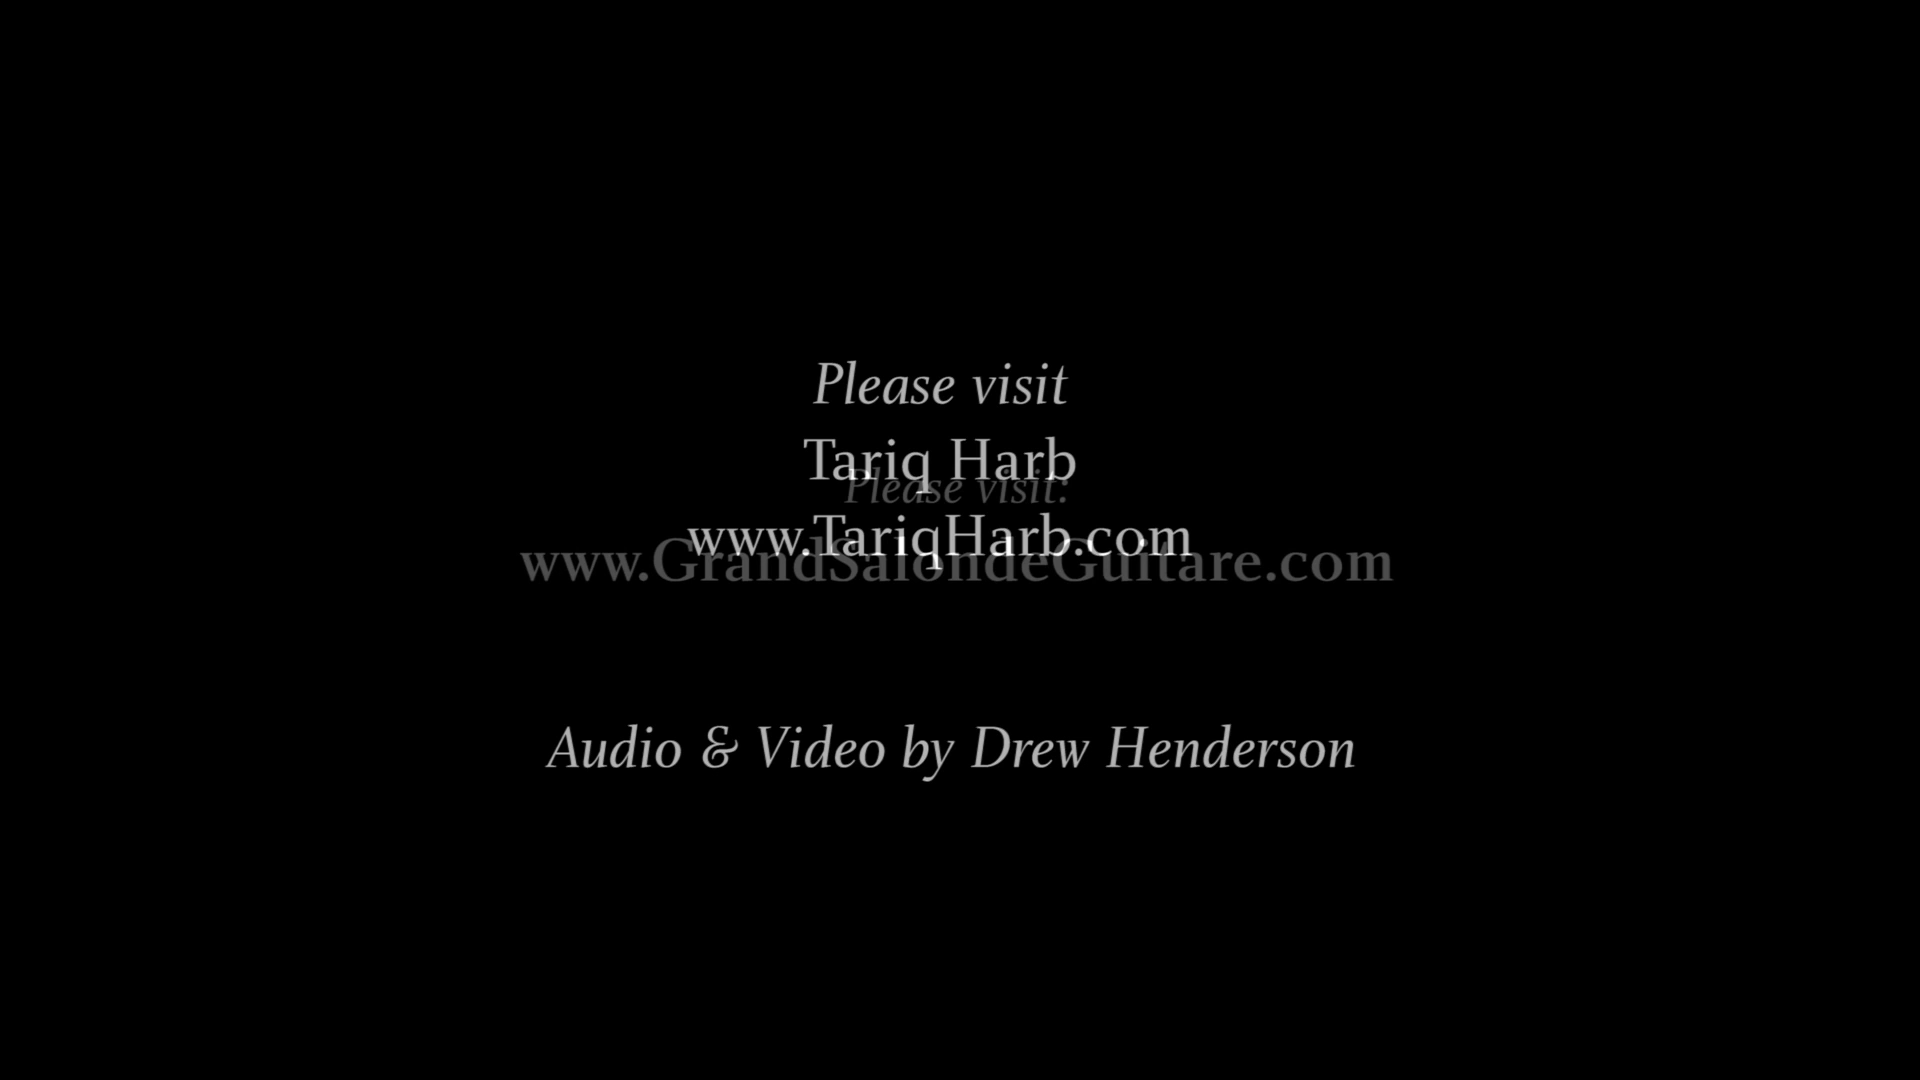 Please visit
Tariq Harb
Please visit:
www.TariqHarb.com
www.GrandSalondeGuitare.com
Audio & Video by Drew Henderson